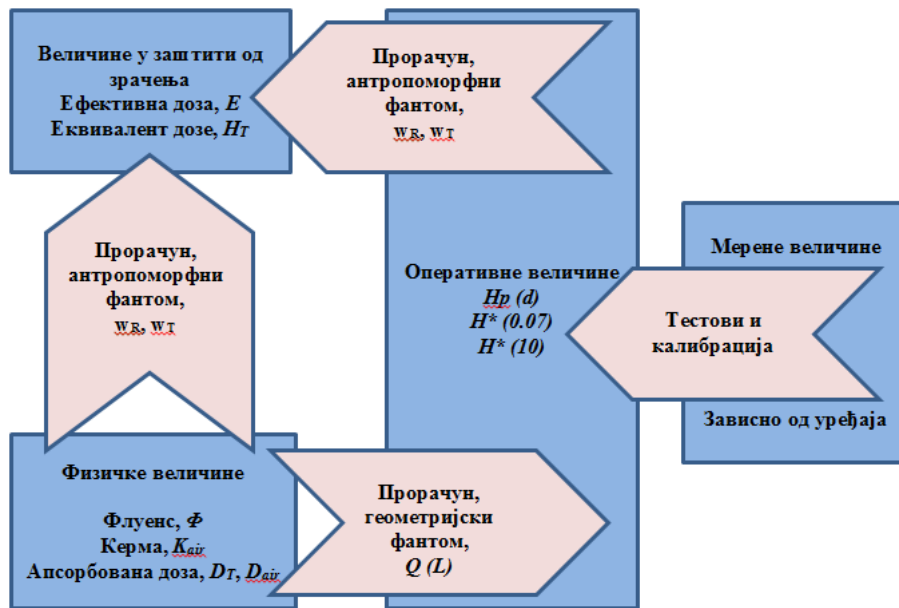 Величине у заштити од
зрачења
Ефективна доза, E
Еквивалент дозе, HT
Прорачун,
антропоморфни
фантом,
wR, wT
Прорачун,
антропоморфни
фантом,
wR, wT
Оперативне величине
Hp (d)
H* (0.07)
H* (10)
Мерене величине
Тестови и
калибрација
Зависно од уређаја
Физичке величине
Флуенс, Φ
Керма, Kair
Апсорбована доза, DT, Dair
Прорачун,
геометријски
фантом,
Q (L)